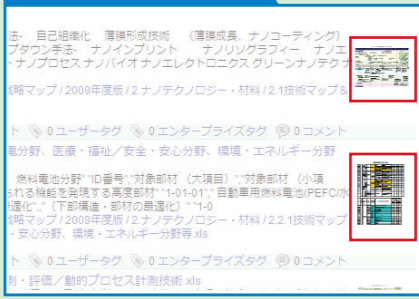 法- 自己組織化 薄膜形成技術 (薄膜成長、ナノコーティング)
プダウン手法- ナノインプリント ナノリソグラフィー ナノエ
ト ナノプロセス ナノバイオ ナノエレクトロニクス グリーンナノテク ナ
戦略マップ / 2009年度版 / 2.ナノテクノロジー・材料 / 2.1技術マップ&
ト 0 ユーザータグ 0 エンタープライズタグ 0 コメント
電分野、医療・福祉／安全・安心分野、環境・エネルギー分野
燃料電池分野" "ID番号","対象部材 （大項目）","対象部材 （小項
される機能を発現する高度部材" "1-01-01"," 自動車用燃料電池(PEFC/水
最適化"," （下部構造・部材の最適化） " "1-0
戦略マップ / 2009年度版 / 2.ナノテクノロジー・材料 / 2.2.1技術マップ
・安心分野、環境・エネルギー分野等.xls
ト 0 ユーザータグ 0 エンタープライズタグ 0 コメント
削・評価／動的プロセス計測技術.xls